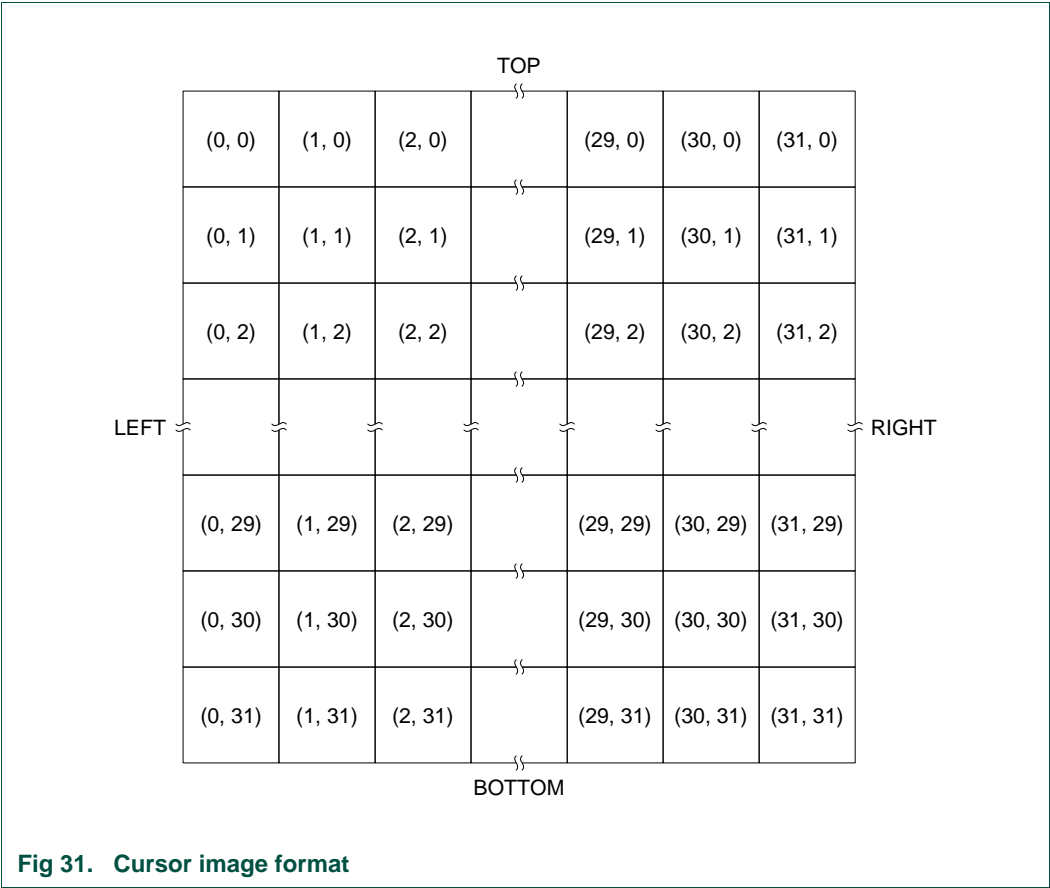 TOP
(0, 0) (1, 0) (2, 0) (29, 0) (30, 0) (31, 0)
(0, 1) (1, 1) (2, 1) (29, 1) (30, 1) (31, 1)
(0, 2) (1, 2) (2, 2) (29, 2) (30, 2) (31, 2)
LEFT RIGHT
(0, 29) (1, 29) (2, 29) (29, 29) (30, 29) (31, 29)
(0, 30) (1, 30) (2, 30) (29, 30) (30, 30) (31, 30)
(0, 31) (1, 31) (2, 31) (29, 31) (30, 31) (31, 31)
BOTTOM
Fig 31. Cursor image format